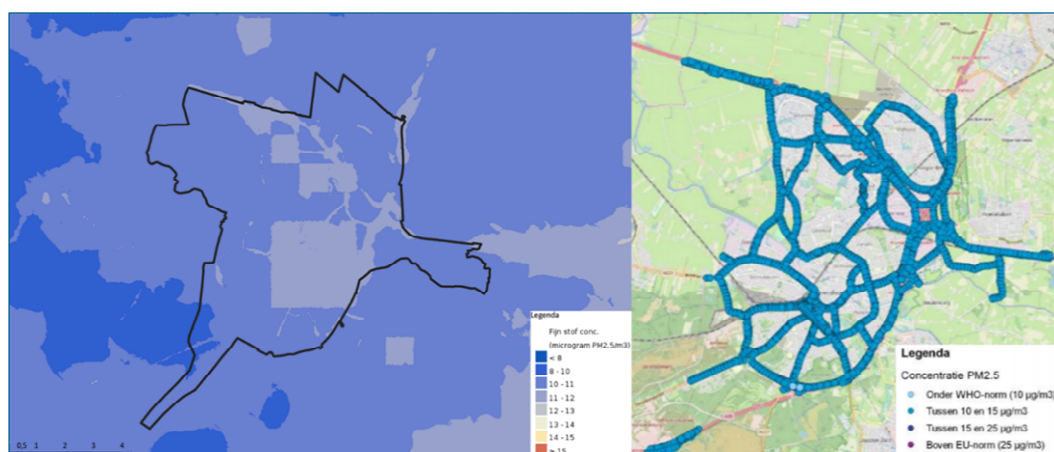 Legenda
Fijn stof conc.
(microgram PM2.5/m3)
< 8
8 - 10
10 - 11
11 - 12
12 - 13
13 - 14
14 - 15
> 15
0,5 1 2 3 4
Legenda
Concentratie PM2.5
Onder WHO-norm (10 µg/m3)
Tussen 10 en 15 µg/m3
Tussen 15 en 25 µg/m3
Boven EU-norm (25 µg/m3)